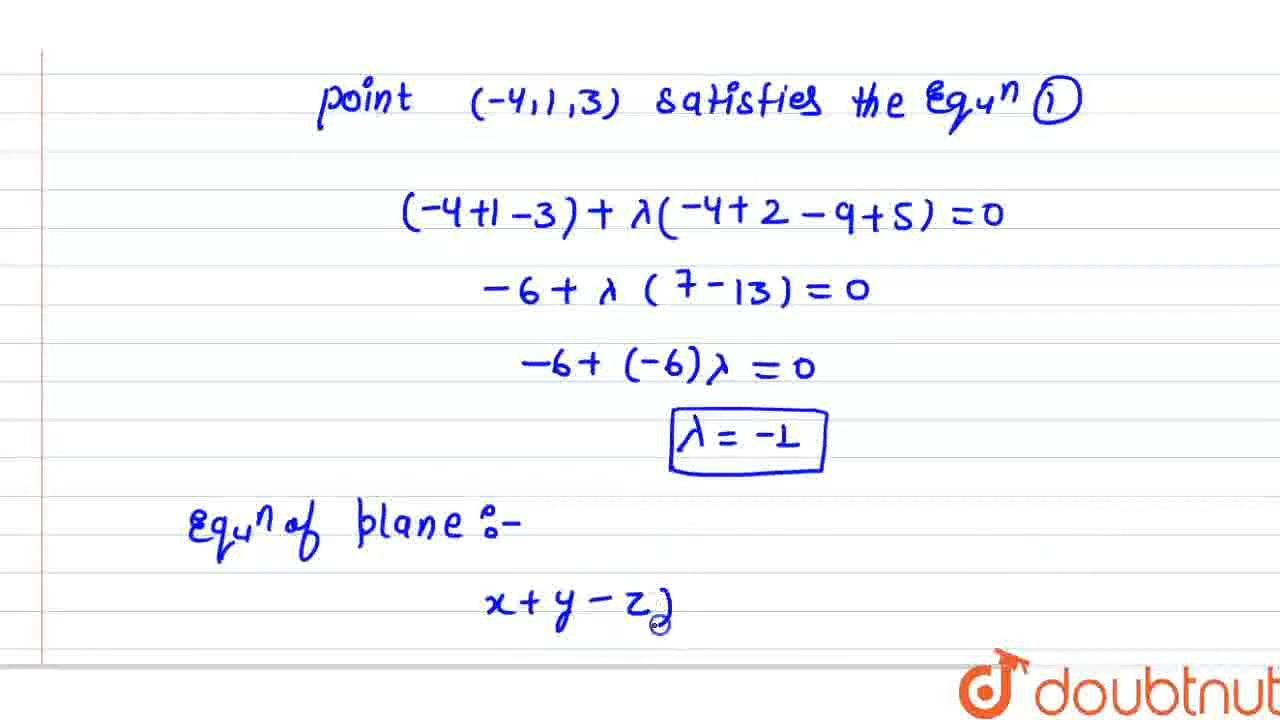 point (-4,1,3) satisfies the Equⁿ ①
(-4+1-3)+λ(-4+2-9+5)=0
-6+λ(7-13)=0
-6+(-6)λ=0
λ=-1
Equⁿ of plane :-
x+y-z)
doubtnut